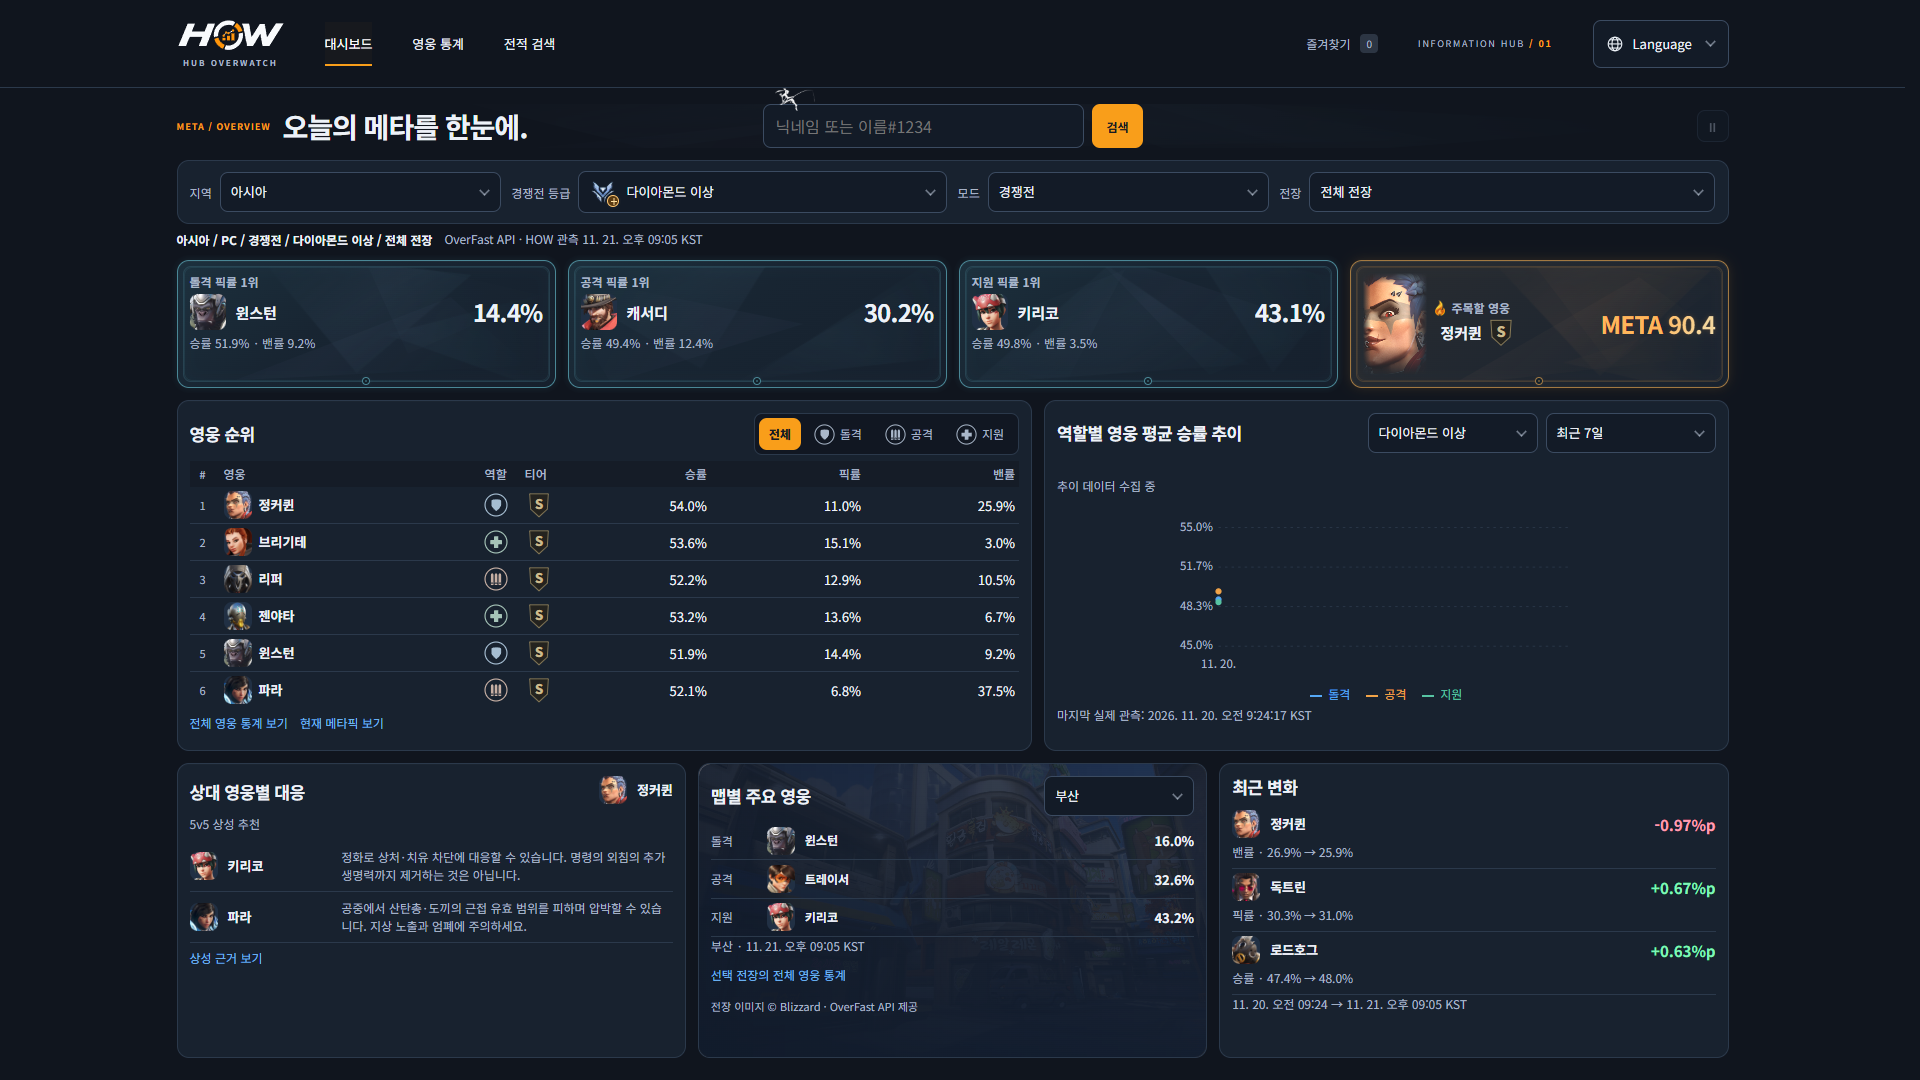 HOW
HUB OVERWATCH
대시보드
영웅 통계
전적 검색
즐겨찾기 0
INFORMATION HUB / 01
Language
META / OVERVIEW
오늘의 메타를 한눈에.
닉네임 또는 이름#1234
검색
지역
아시아
경쟁전 등급
다이아몬드 이상
모드
경쟁전
전장
전체 전장
아시아 / PC / 경쟁전 / 다이아몬드 이상 / 전체 전장
OverFast API · HOW 관측 11. 21. 오후 09:05 KST
돌격 픽률 1위
윈스턴
14.4%
승률 51.9% · 밴률 9.2%
공격 픽률 1위
캐서디
30.2%
승률 49.4% · 밴률 12.4%
지원 픽률 1위
키리코
43.1%
승률 49.8% · 밴률 3.5%
주목할 영웅
정커퀸 S
META 90.4
영웅 순위
전체
돌격
공격
지원
# 영웅 역할 티어 승률 픽률 밴률
1 정커퀸 S 54.0% 11.0% 25.9%
2 브리기테 S 53.6% 15.1% 3.0%
3 리퍼 S 52.2% 12.9% 10.5%
4 젠야타 S 53.2% 13.6% 6.7%
5 윈스턴 S 51.9% 14.4% 9.2%
6 파라 S 52.1% 6.8% 37.5%
전체 영웅 통계 보기 현재 메타픽 보기
역할별 영웅 평균 승률 추이
다이아몬드 이상
최근 7일
추이 데이터 수집 중
55.0%
51.7%
48.3%
45.0%
11. 20.
돌격 공격 지원
마지막 실제 관측: 2026. 11. 20. 오전 9:24:17 KST
상대 영웅별 대응
정커퀸
5v5 상성 추천
키리코
정화로 상처·치유 차단에 대응할 수 있습니다. 명령의 외침의 추가
생명력까지 제거하는 것은 아닙니다.
파라
공중에서 산탄총·도끼의 근접 유효 범위를 피하며 압박할 수 있습
니다. 지상 노출과 엄폐에 주의하세요.
상성 근거 보기
맵별 주요 영웅
부산
돌격 윈스턴 16.0%
공격 트레이서 32.6%
지원 키리코 43.2%
부산 · 11. 21. 오후 09:05 KST
선택 전장의 전체 영웅 통계
전장 이미지 © Blizzard · OverFast API 제공
최근 변화
정커퀸
-0.97%p
밴률 · 26.9% → 25.9%
독트린
+0.67%p
픽률 · 30.3% → 31.0%
로드호그
+0.63%p
승률 · 47.4% → 48.0%
11. 20. 오전 09:24 → 11. 21. 오후 09:05 KST